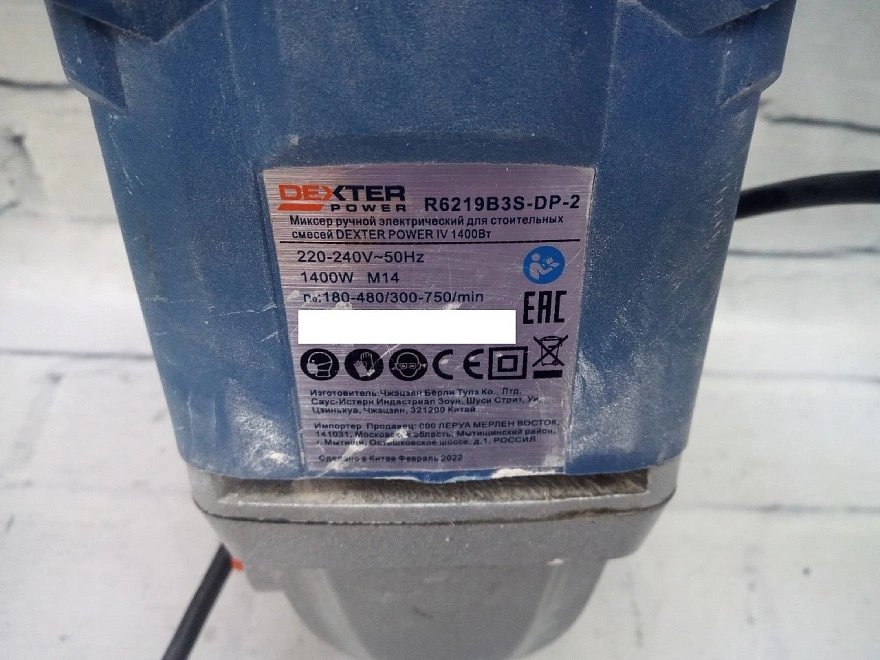 DEXTER
POWER
R6219B3S-DP-2
Миксер ручной электрический для стоительных
смесей DEXTER POWER IV 1400Вт
220-240V~50Hz
1400W M14
n₀:180-480/300-750/min
EAC
CE
Изготовитель:Чжэцзян Берли Тулз Ко., Лтд.
Саус-Истерн Индастриал Зоун, Шуси Стрит, Уи,
Цзиньхуа, Чжэцзян, 321200 Китай
Импортер Продавец: ООО ЛЕРУА МЕРЛЕН ВОСТОК,
141031, Московская область, Мытищинский район,
г. Мытищи, Осташковское шоссе, д.1, РОССИЯ
Сделано в Китае Февраль 2022